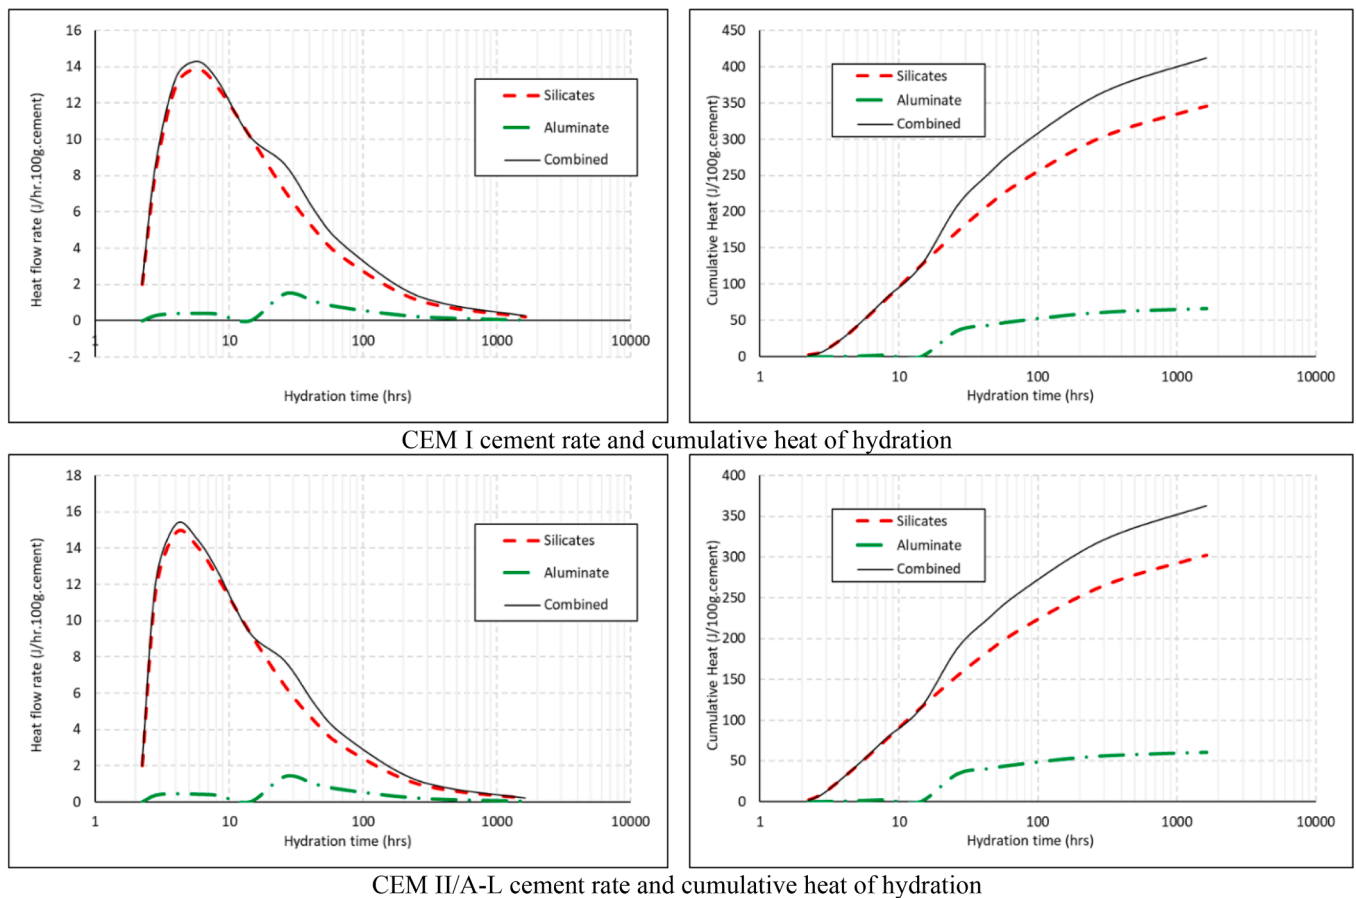 16
14
12
10
8
6
4
2
0
-2
Heat flow rate (J/hr.100g.cement)
1
10
100
1000
10000
Hydration time (hrs)
Silicates
Aluminate
Combined
450
400
350
300
250
200
150
100
50
0
Cumulative Heat (J/100g.cement)
1
10
100
1000
10000
Hydration time (hrs)
Silicates
Aluminate
Combined
CEM I cement rate and cumulative heat of hydration
18
16
14
12
10
8
6
4
2
0
Heat flow rate (J/hr.100g.cement)
1
10
100
1000
10000
Hydration time (hrs)
Silicates
Aluminate
Combined
400
350
300
250
200
150
100
50
0
Cumulative Heat (J/100g.cement)
1
10
100
1000
10000
Hydration time (hrs)
Silicates
Aluminate
Combined
CEM II/A-L cement rate and cumulative heat of hydration